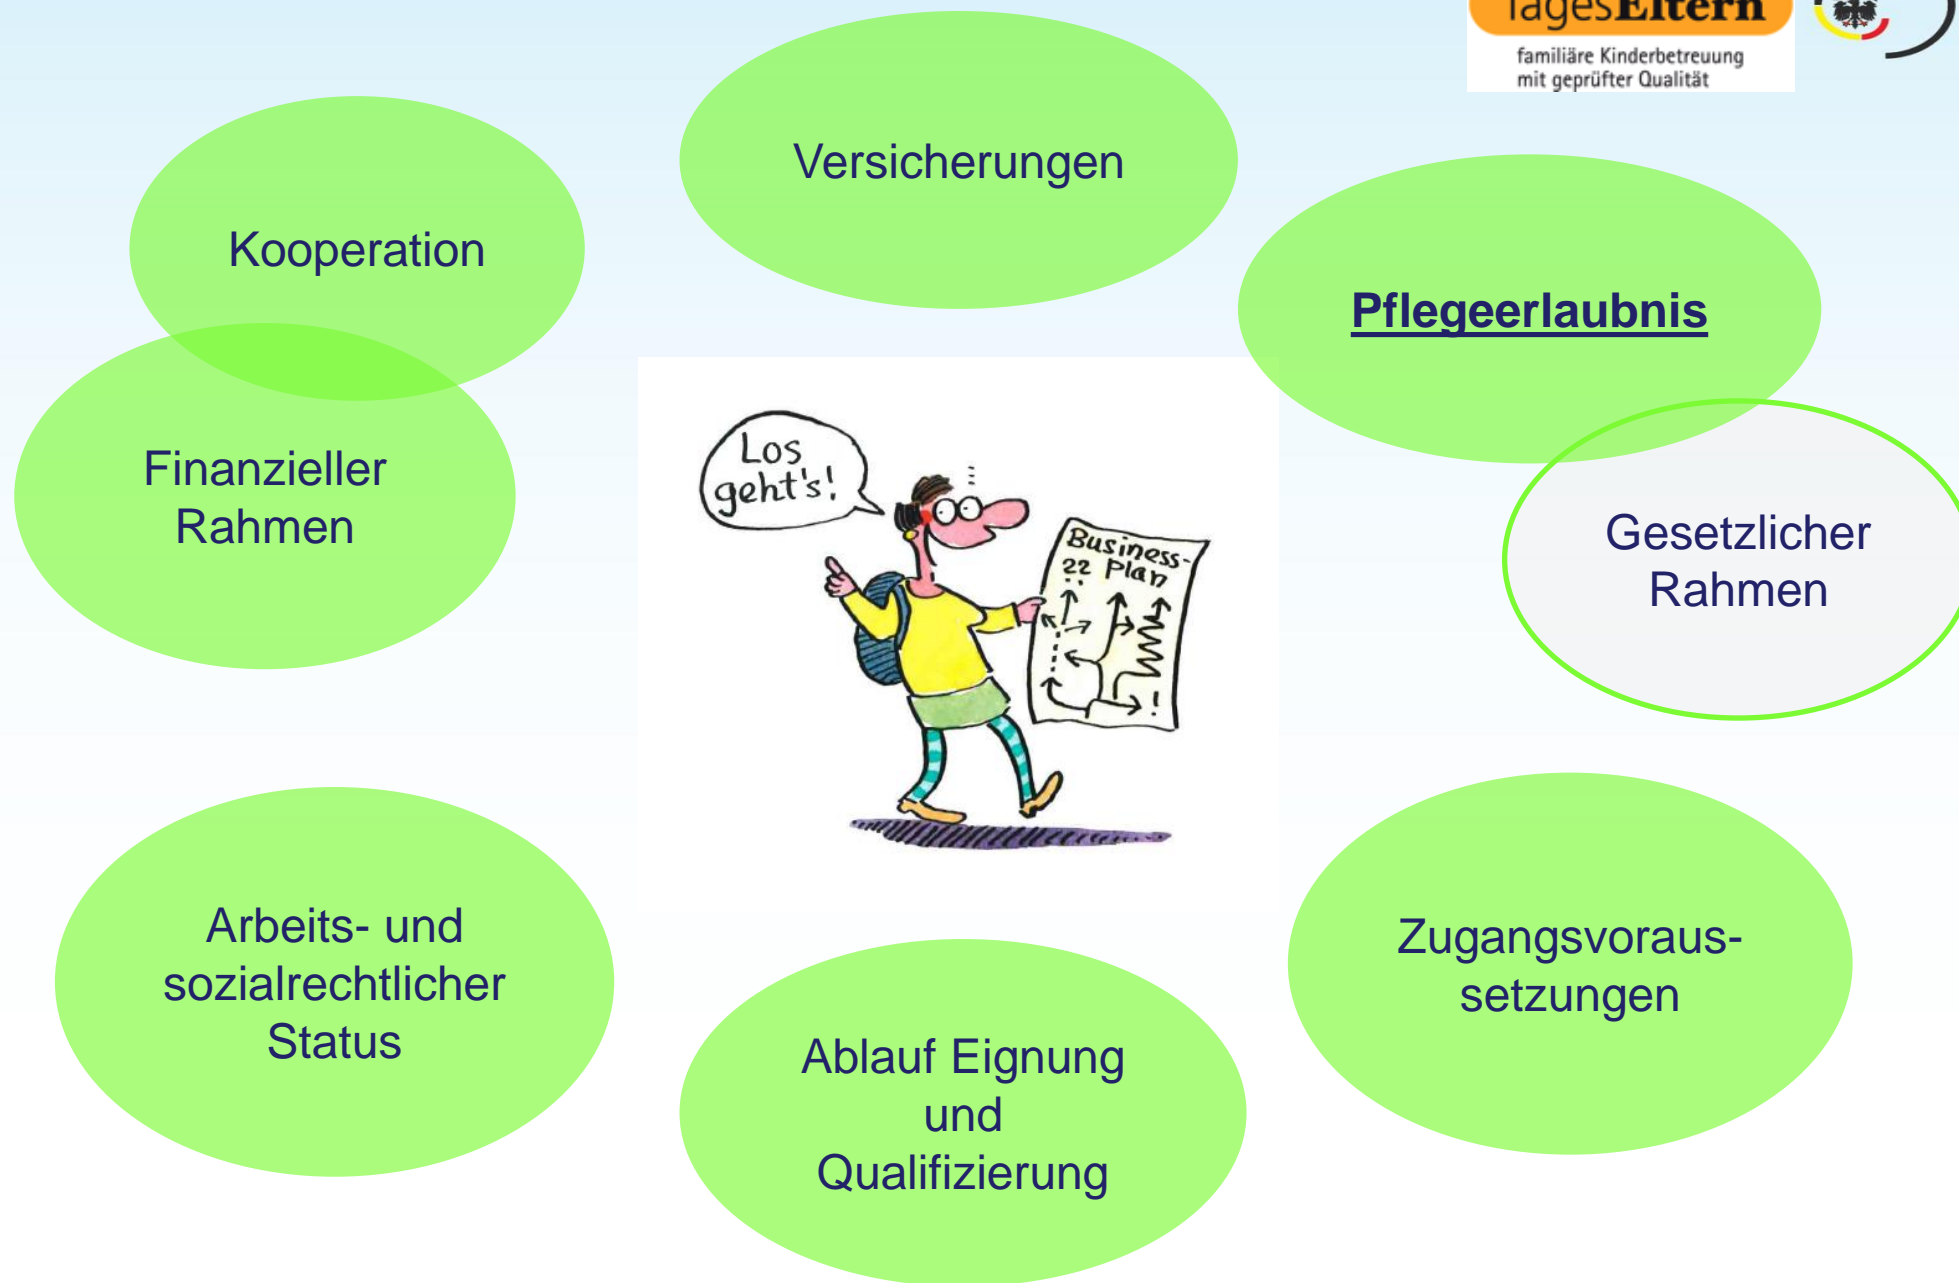 TagesEltern
familiäre Kinderbetreuung
mit geprüfter Qualität
Versicherungen
Kooperation
Pflegeerlaubnis
Finanzieller
Rahmen
Los
geht's!
Business-
?? Plan
!
Gesetzlicher
Rahmen
Arbeits- und
sozialrechtlicher
Status
Zugangsvoraus-
setzungen
Ablauf Eignung
und
Qualifizierung